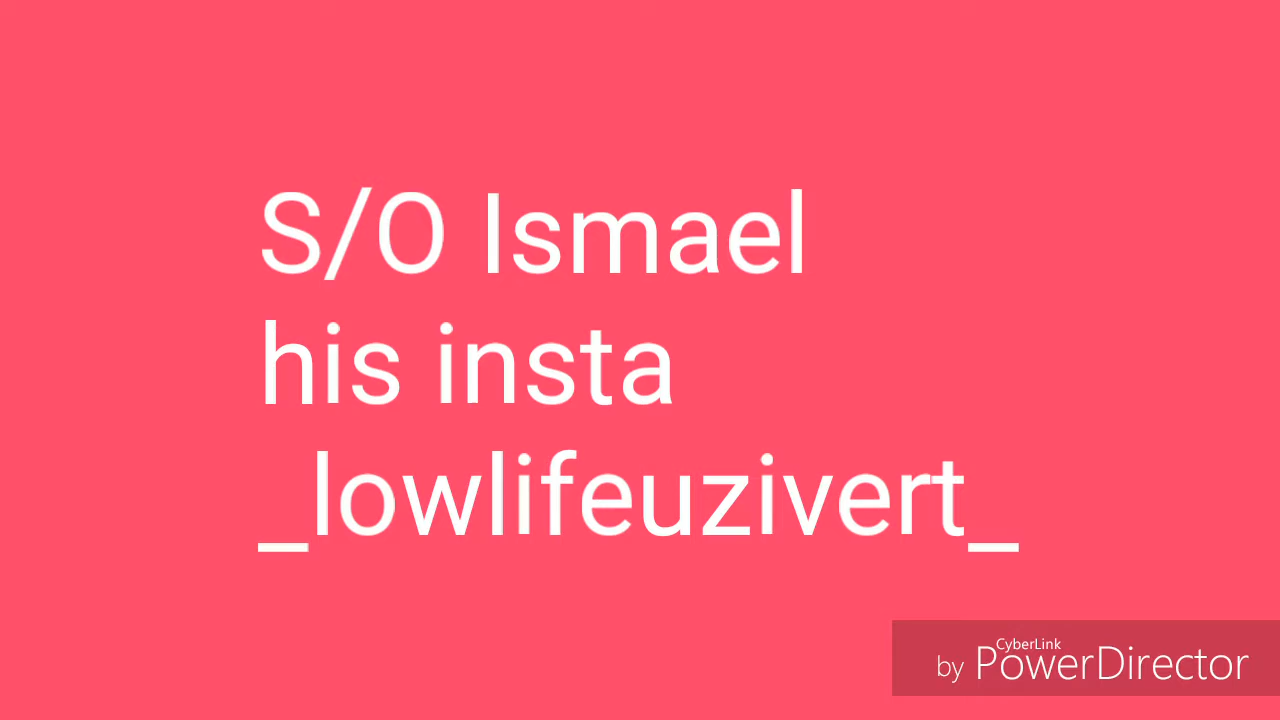 S/O Ismael
his insta
_lowlifeuzivert_
CyberLink
by PowerDirector